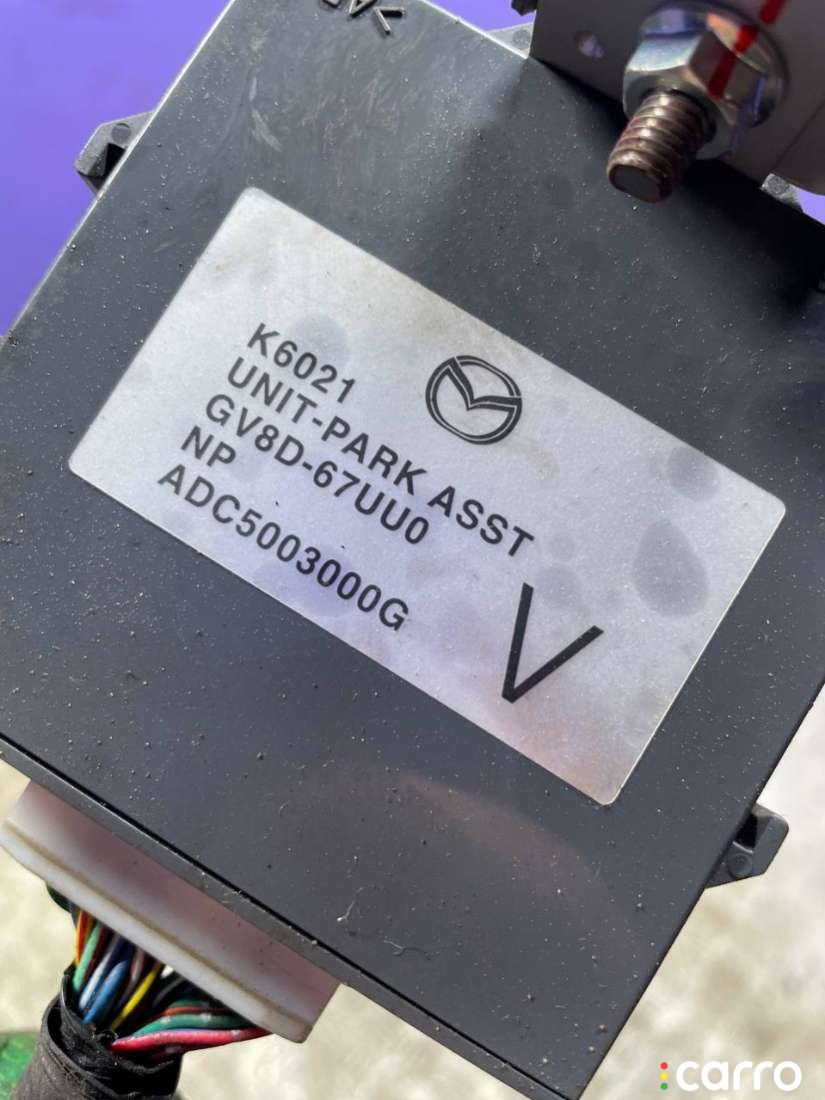 K6021
UNIT-PARK ASST
GV8D-67UU0
NP
ADC5003000G
V
carro